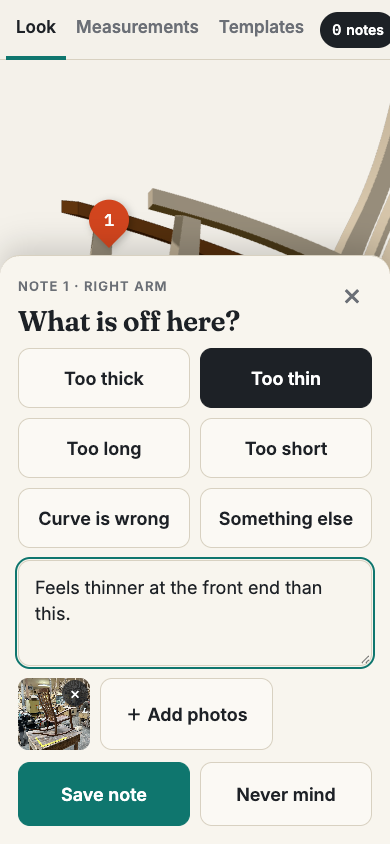 Look Measurements Templates 0 notes
1
NOTE 1 · RIGHT ARM
What is off here?
Too thick Too thin
Too long Too short
Curve is wrong Something else
Feels thinner at the front end than
this.
+ Add photos
Save note Never mind